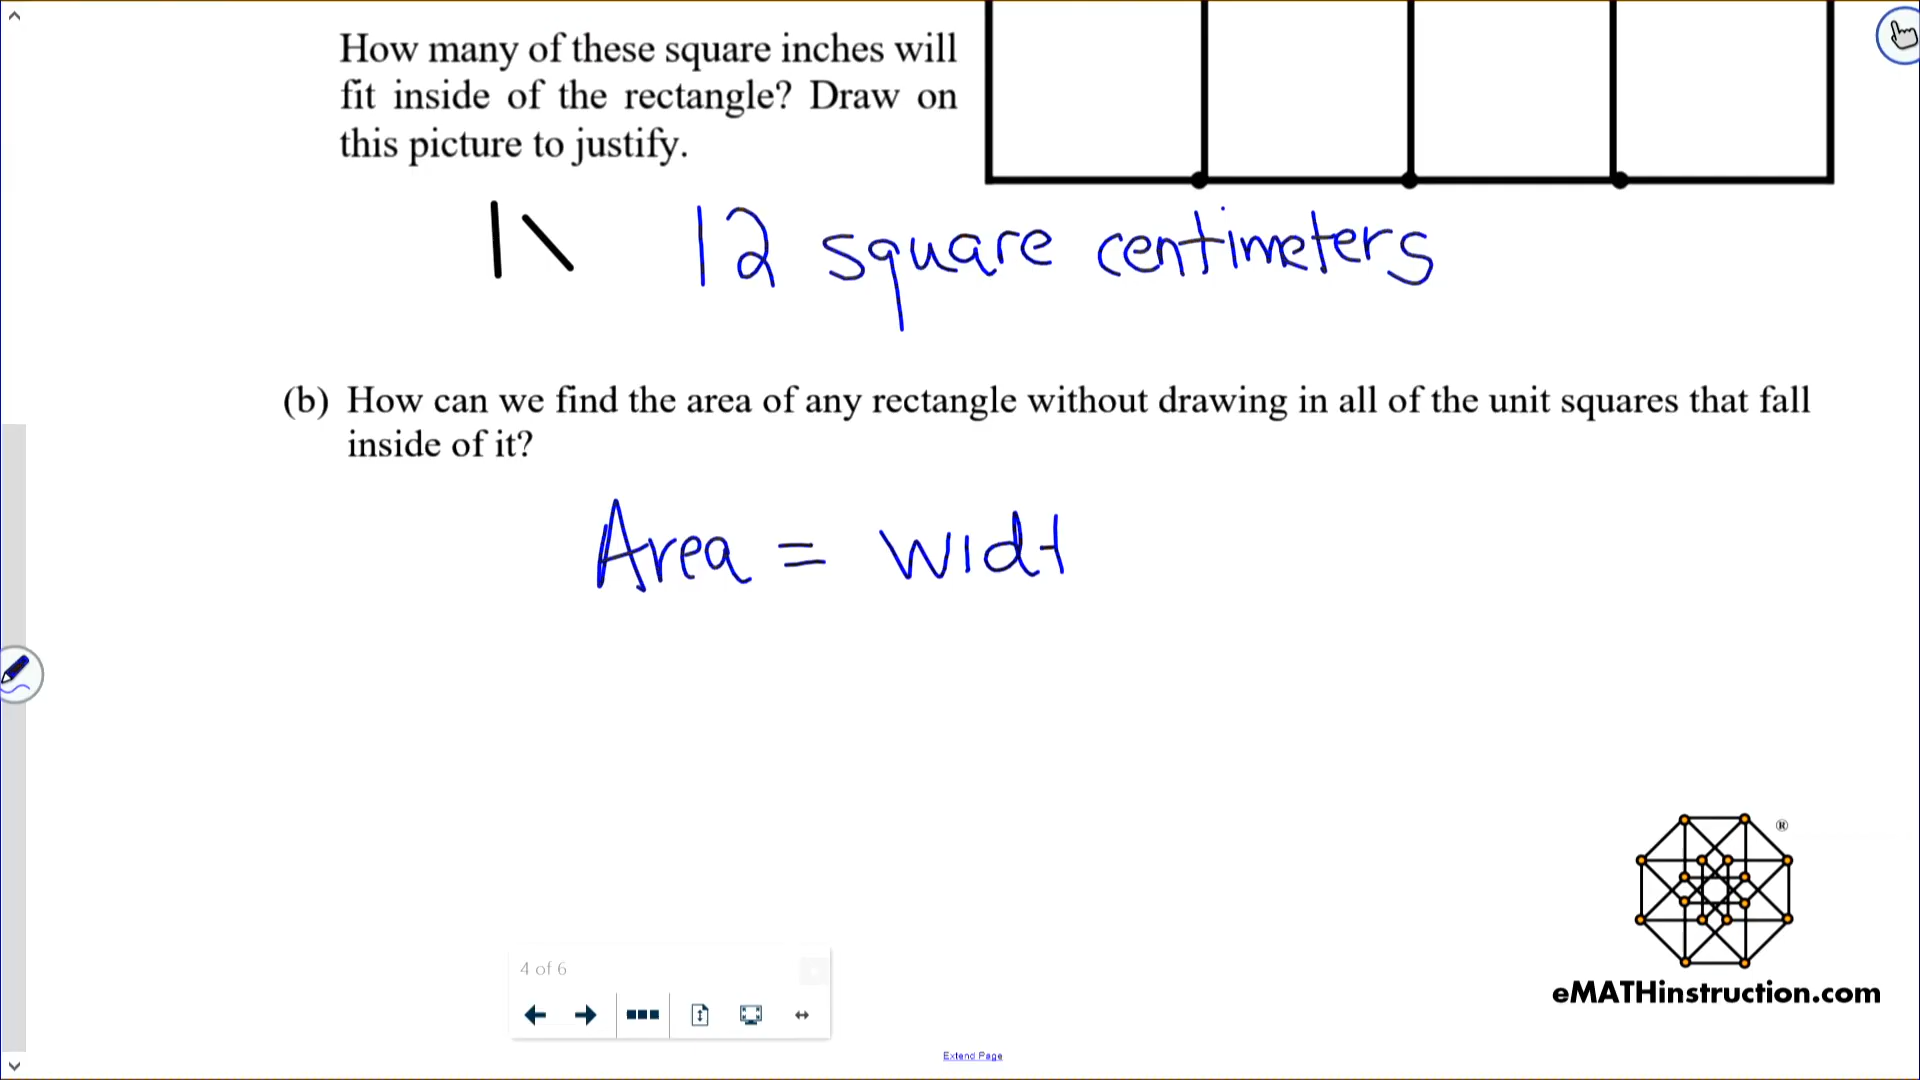 How many of these square inches will
fit inside of the rectangle? Draw on
this picture to justify.
12 square centimeters
(b) How can we find the area of any rectangle without drawing in all of the unit squares that fall
inside of it?
Area = widt
®
eMATHinstruction.com
4 of 6
Extend Page